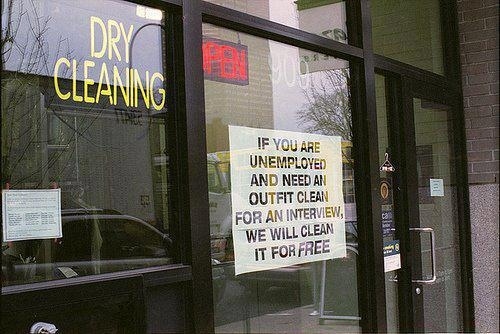 DRY
CLEANING
OPEN
909
IF YOU ARE
UNEMPLOYED
AND NEED AN
OUTFIT CLEAN
FOR AN INTERVIEW,
WE WILL CLEAN
IT FOR FREE